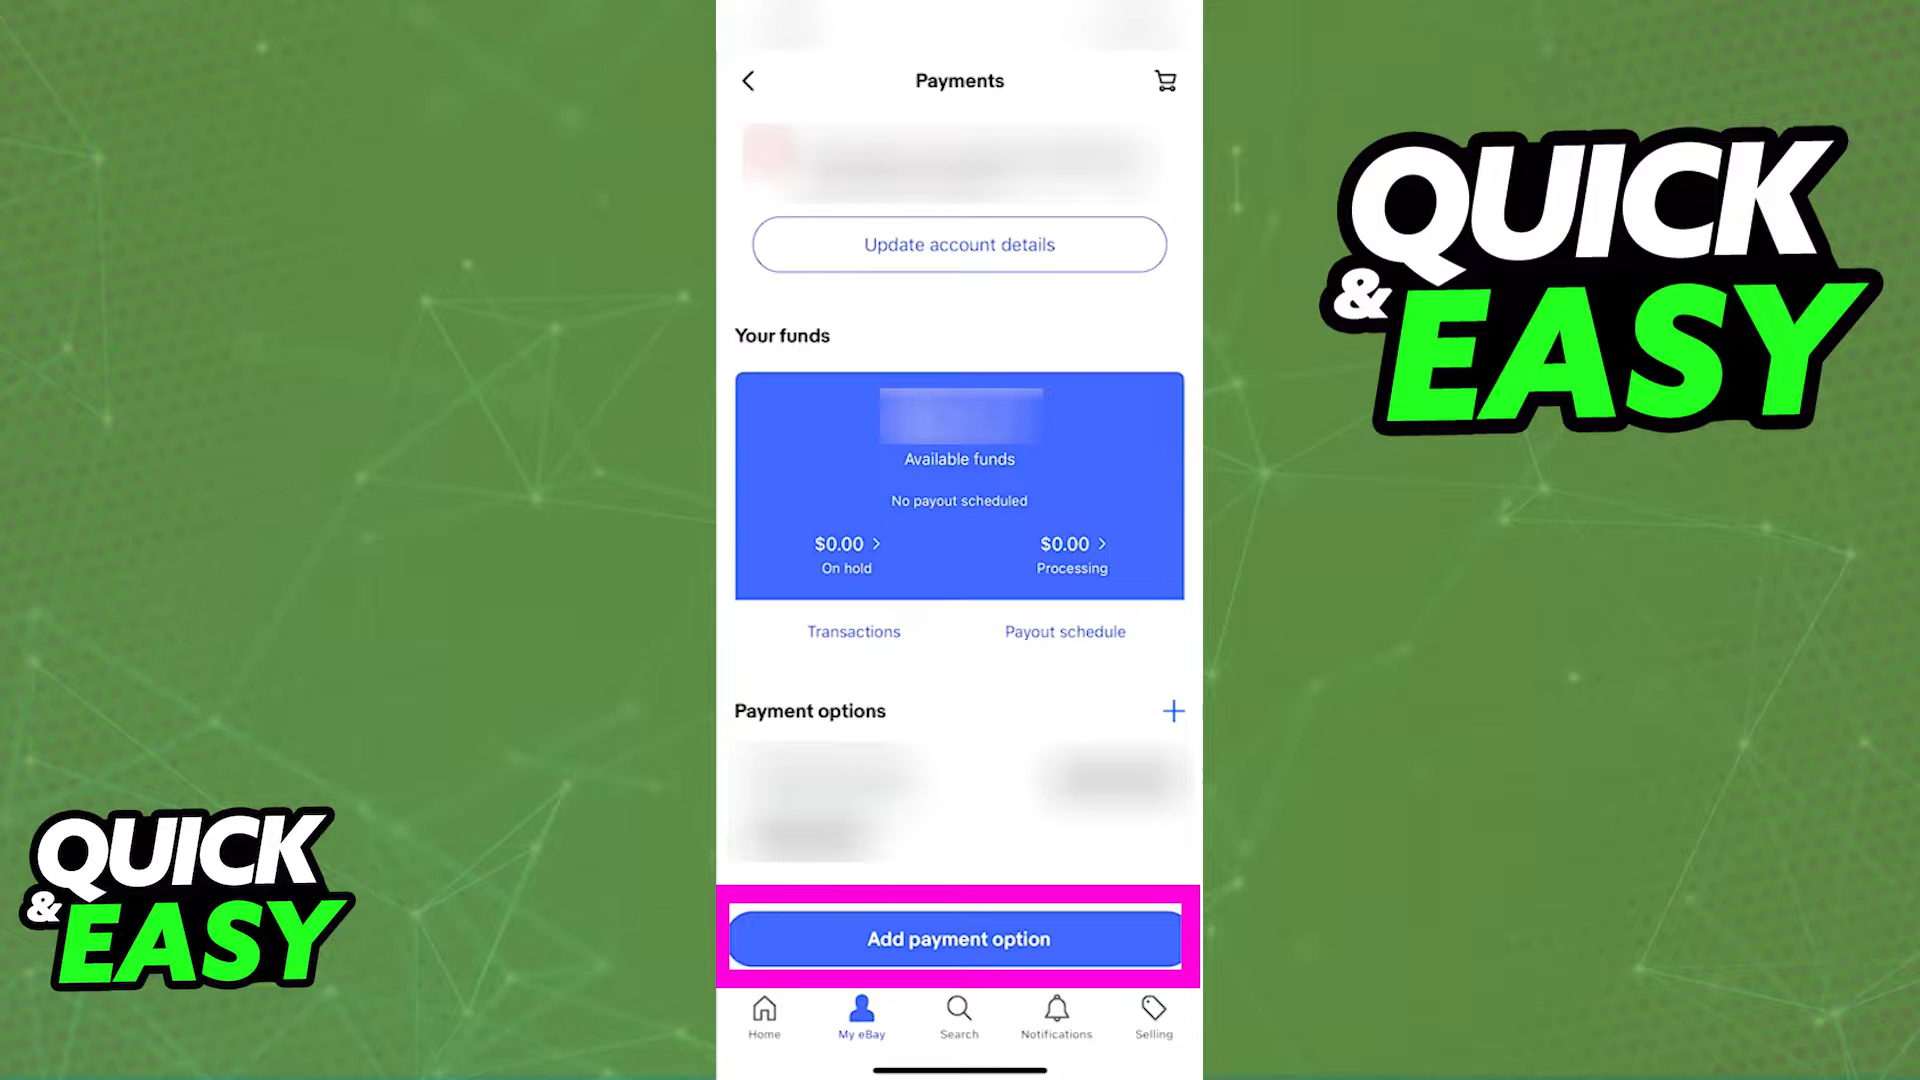 Payments
Update account details
Your funds
Available funds
No payout scheduled
$0.00 $0.00
On hold Processing
Transactions Payout schedule
Payment options
Add payment option
Home My eBay Search Notifications Selling
QUICK
& EASY
QUICK
& EASY